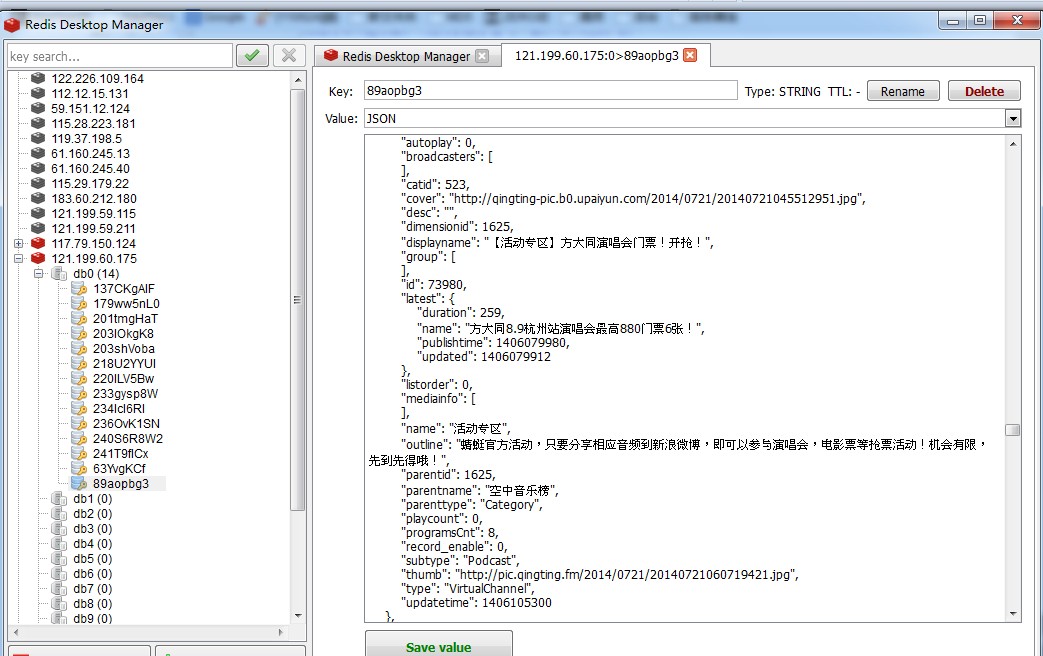 Redis Desktop Manager
key search...
122.226.109.164
112.12.15.131
59.151.12.124
115.28.223.181
119.37.198.5
61.160.245.13
61.160.245.40
115.29.179.22
183.60.212.180
121.199.59.115
121.199.59.211
117.79.150.124
121.199.60.175
db0 (14)
137CKgAlF
179ww5nL0
201tmgHaT
203IOkgK8
203shVoba
218U2YYUI
220ILV5Bw
233gysp8W
234Icl6RI
236OvK1SN
240S6R8W2
241T9flCx
63YvgKCf
89aopbg3
db1 (0)
db2 (0)
db3 (0)
db4 (0)
db5 (0)
db6 (0)
db7 (0)
db8 (0)
db9 (0)
Redis Desktop Manager
121.199.60.175:0>89aopbg3
Key: 89aopbg3 Type: STRING TTL: - Rename Delete
Value: JSON
"autoplay": 0,
"broadcasters": [
],
"catid": 523,
"cover": "http://qingting-pic.b0.upaiyun.com/2014/0721/20140721045512951.jpg",
"desc": "",
"dimensionid": 1625,
"displayname": "【活动专区】方大同演唱会门票！开抢！",
"group": [
],
"id": 73980,
"latest": {
"duration": 259,
"name": "方大同8.9杭州站演唱会最高880门票6张！",
"publishtime": 1406079980,
"updated": 1406079912
},
"listorder": 0,
"mediainfo": [
],
"name": "活动专区",
"outline": "蜻蜓官方活动，只要分享相应音频到新浪微博，即可以参与演唱会，电影票等抢票活动！机会有限，
先到先得哦！",
"parentid": 1625,
"parentname": "空中音乐榜",
"parenttype": "Category",
"playcount": 0,
"programsCnt": 8,
"record_enable": 0,
"subtype": "Podcast",
"thumb": "http://pic.qingting.fm/2014/0721/20140721060719421.jpg",
"type": "VirtualChannel",
"updatetime": 1406105300
},
Save value